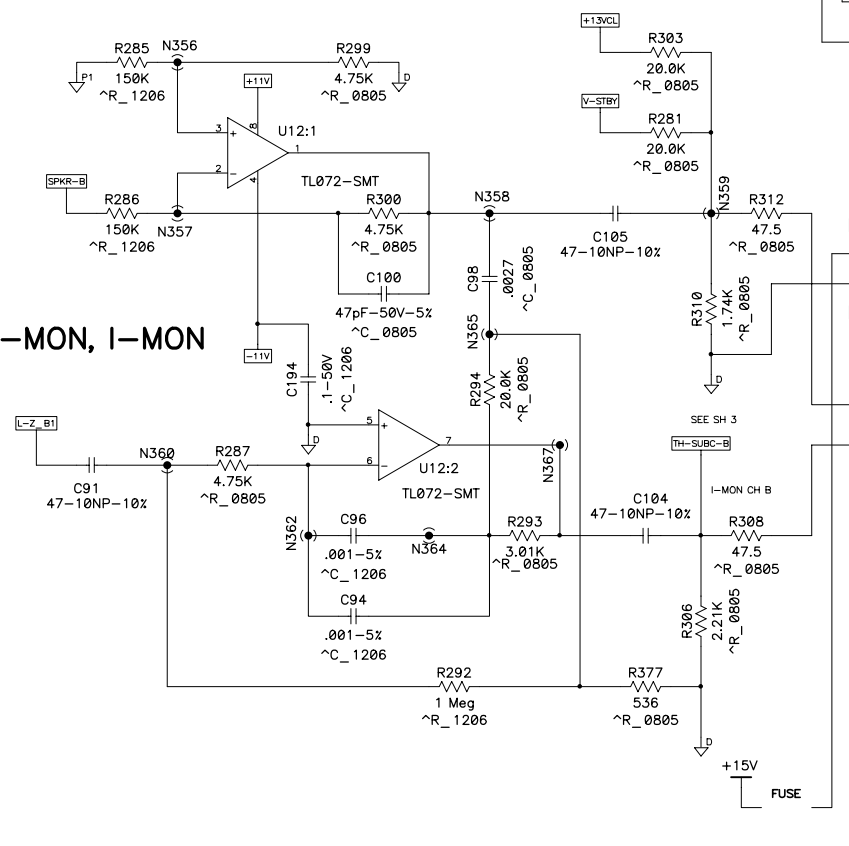 +13VCL
R303
20.0K
^R_0805
N356
R285
150K
^R_1206
P1
R299
4.75K
^R_0805
D
+11V
V-STBY
R281
20.0K
^R_0805
U12:1
3
+
8
1
2
−
4
TL072-SMT
SPKR-B
R286
150K
^R_1206
N357
R300
4.75K
^R_0805
N358
N359
R312
47.5
^R_0805
C105
47-10NP-10%
C100
47pF-50V-5%
^C_0805
C98
.0027
^C_0805
R310
1.74K
^R_0805
D
-MON, I-MON
-11V
N365
C194
.1-50V
^C_1206
D
R294
20.0K
^R_0805
SEE SH 3
TH-SUBC-B
L-Z_B1
N360
R287
4.75K
^R_0805
C91
47-10NP-10%
5
+
7
6
−
U12:2
TL072-SMT
N367
I-MON CH B
C104
47-10NP-10%
R308
47.5
^R_0805
N362
C96
.001-5%
^C_1206
N364
R293
3.01K
^R_0805
C94
.001-5%
^C_1206
R306
2.21K
^R_0805
R292
1 Meg
^R_1206
R377
536
^R_0805
D
+15V
FUSE